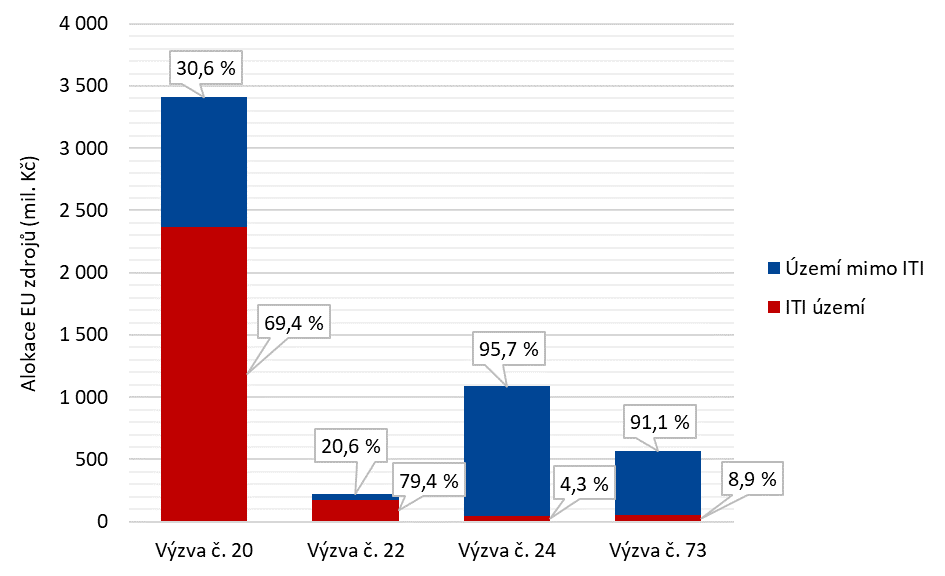 Alokace EU zdrojů (mil. Kč)
4 000
3 500
3 000
2 500
2 000
1 500
1 000
500
0
30,6 %
69,4 %
20,6 %
79,4 %
95,7 %
4,3 %
91,1 %
8,9 %
Výzva č. 20
Výzva č. 22
Výzva č. 24
Výzva č. 73
Území mimo ITI
ITI území